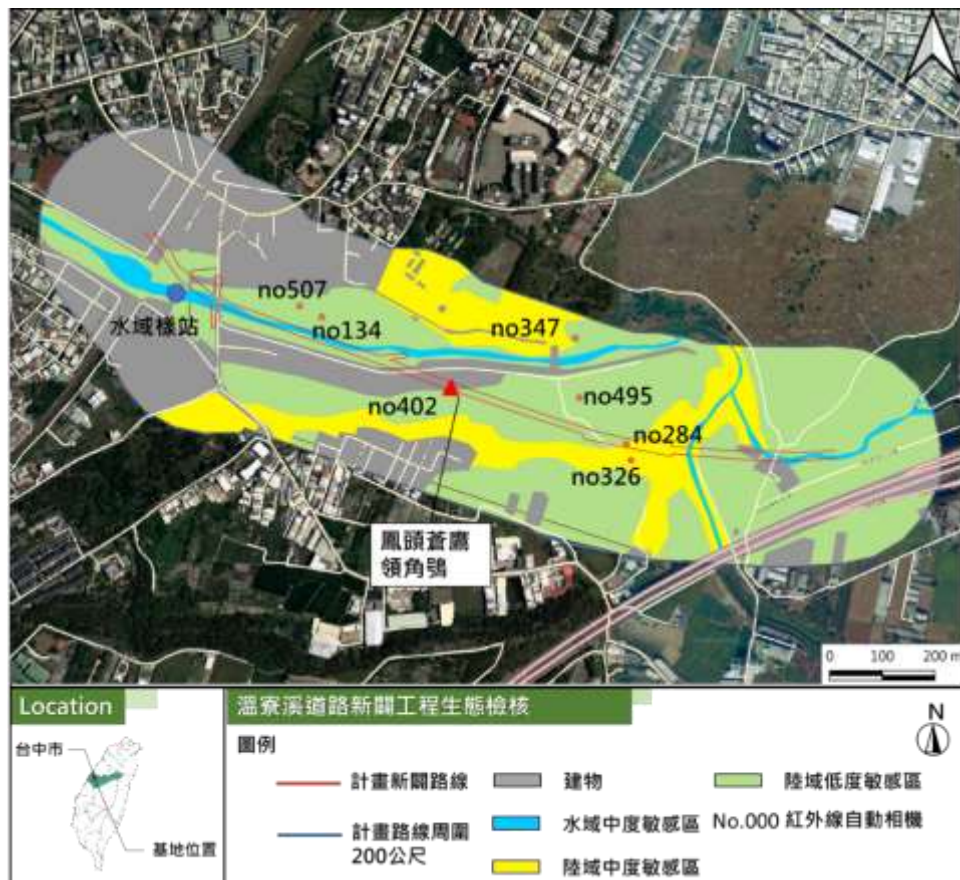 no507
no134
水域樣站
no347
no402
no495
no284
no326
鳳頭蒼鷹
領角鴞
0 100 200 m
Location
溫寮溪道路新闢工程生態檢核
N
台中市
基地位置
圖例
計畫新闢路線
建物
陸域低度敏感區
計畫路線周圍
200公尺
水域中度敏感區
No.000 紅外線自動相機
陸域中度敏感區